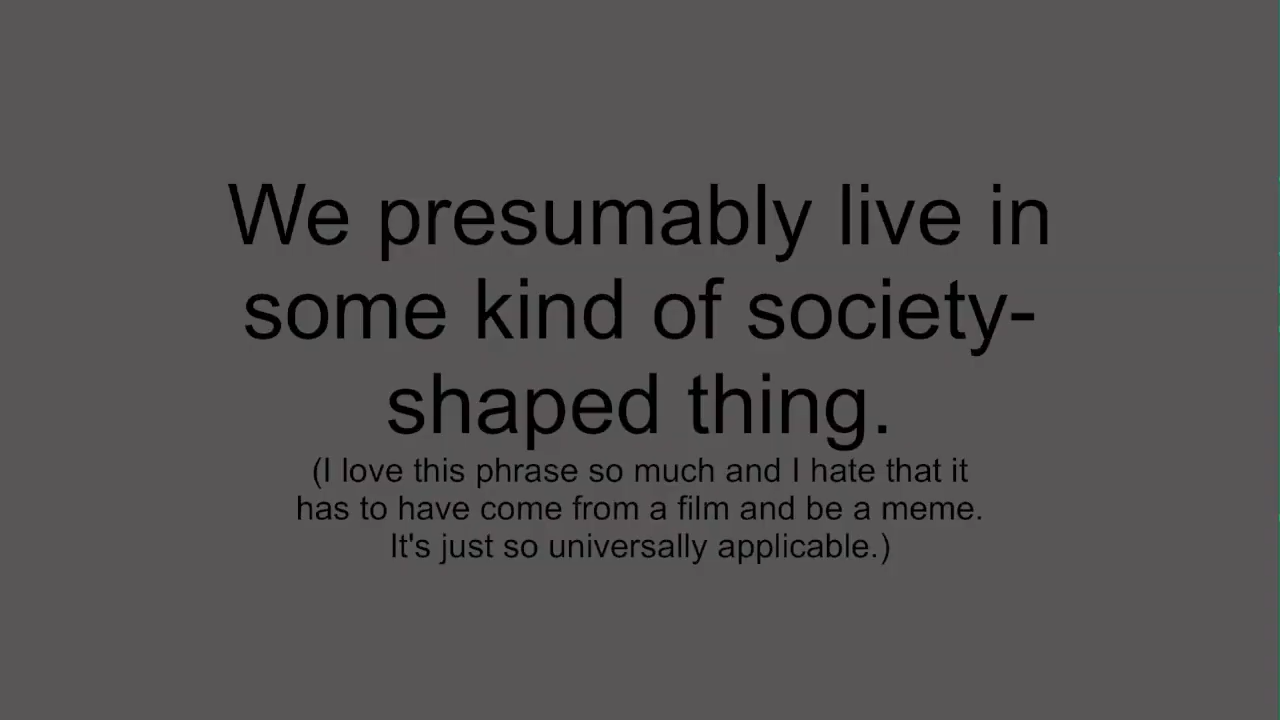 We presumably live in
some kind of society-
shaped thing.
(I love this phrase so much and I hate that it
has to have come from a film and be a meme.
It's just so universally applicable.)